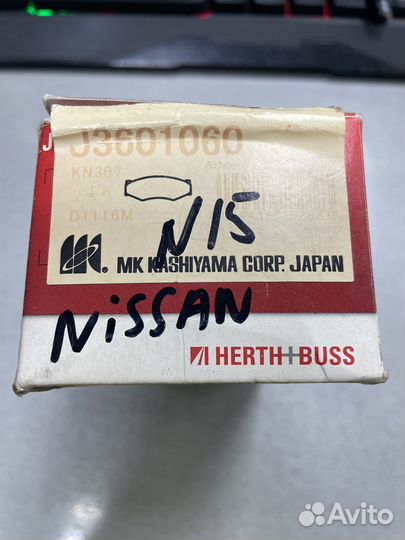 J3601060
KN307
D1116M
N15
MK KASHIYAMA CORP. JAPAN
NiSSAN
HERTH+BUSS
Avito